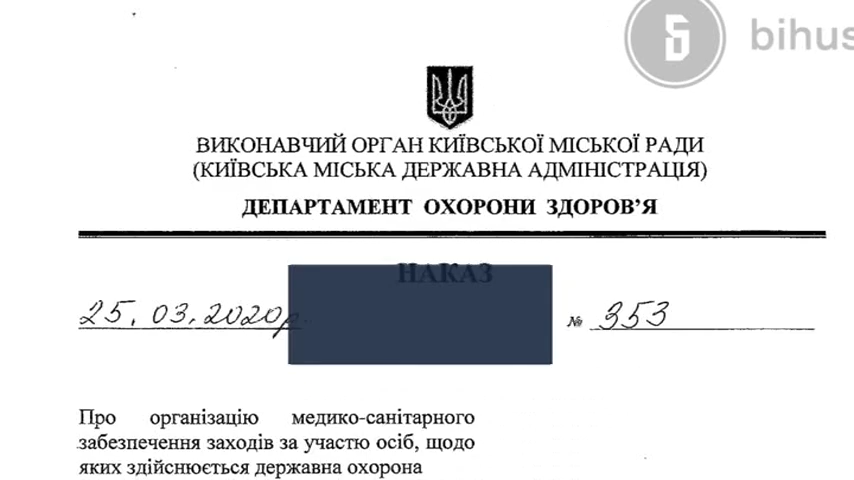 bihus
ВИКОНАВЧИЙ ОРГАН КИЇВСЬКОЇ МІСЬКОЇ РАДИ
(КИЇВСЬКА МІСЬКА ДЕРЖАВНА АДМІНІСТРАЦІЯ)
ДЕПАРТАМЕНТ ОХОРОНИ ЗДОРОВ'Я
НАКАЗ
25. 03. 2020р. № 353
Про організацію медико-санітарного
забезпечення заходів за участю осіб, щодо
яких здійснюється державна охорона